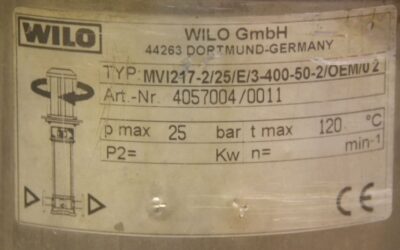 WILO
WILO GmbH
44263 DORTMUND-GERMANY
TYP MVI217-2/25/E/3-400-50-2/OEM/02
Art.-Nr. 4057004/0011
p max 25 bar t max 120 °C
P2= Kw n= min-1
CE